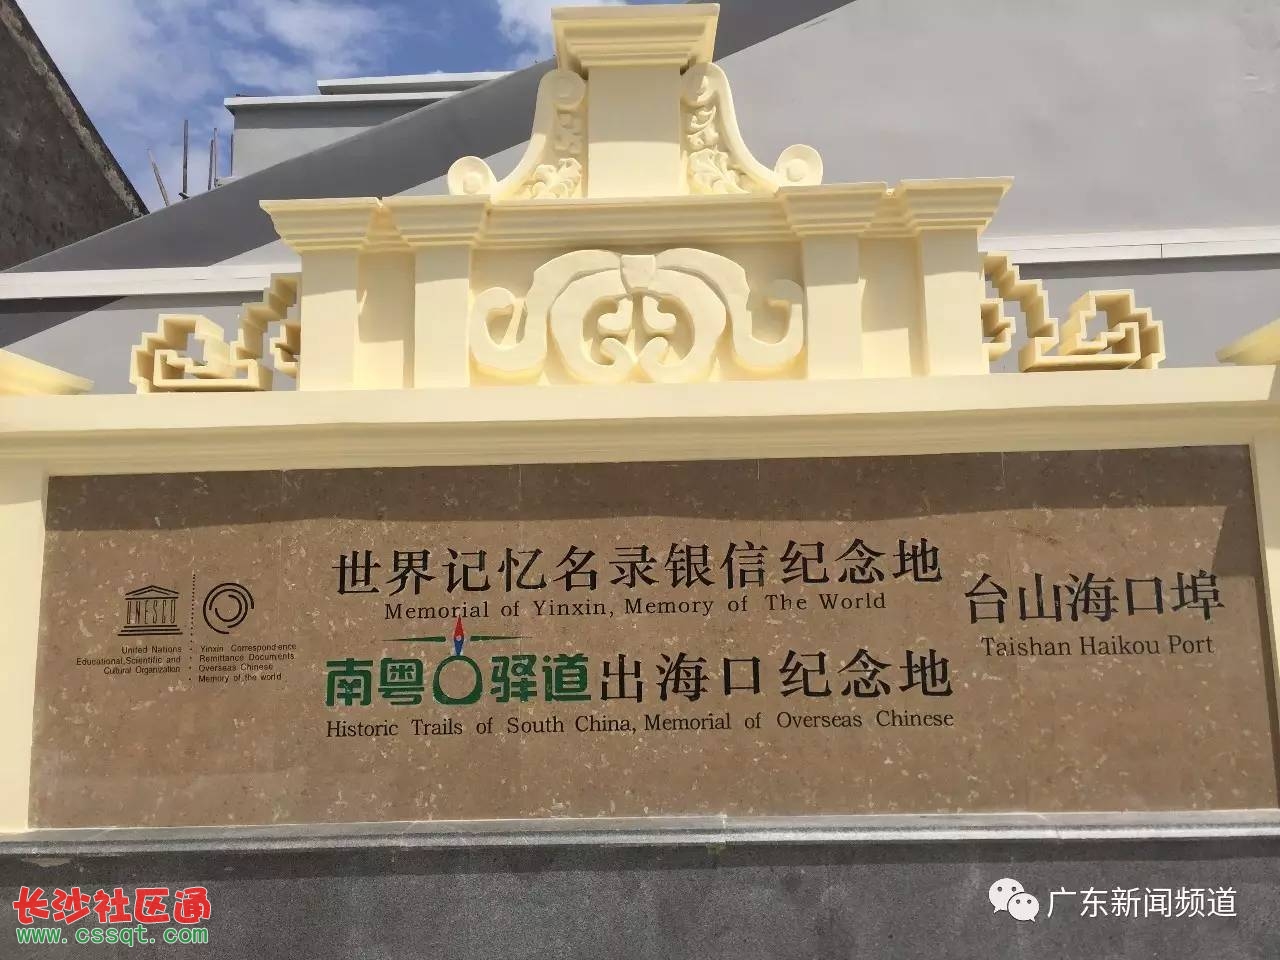 世界记忆名录银信纪念地
Memorial of Yinxin, Memory of The World
UNESCO
United Nations
Educational, Scientific and
Cultural Organization
Yinxin Correspondence
Remittance Documents
Overseas Chinese
Memory of the world
南粤古驿道出海口纪念地
Historic Trails of South China, Memorial of Overseas Chinese
台山海口埠
Taishan Haikou Port
长沙社区通
www.cssqt.com
广东新闻频道